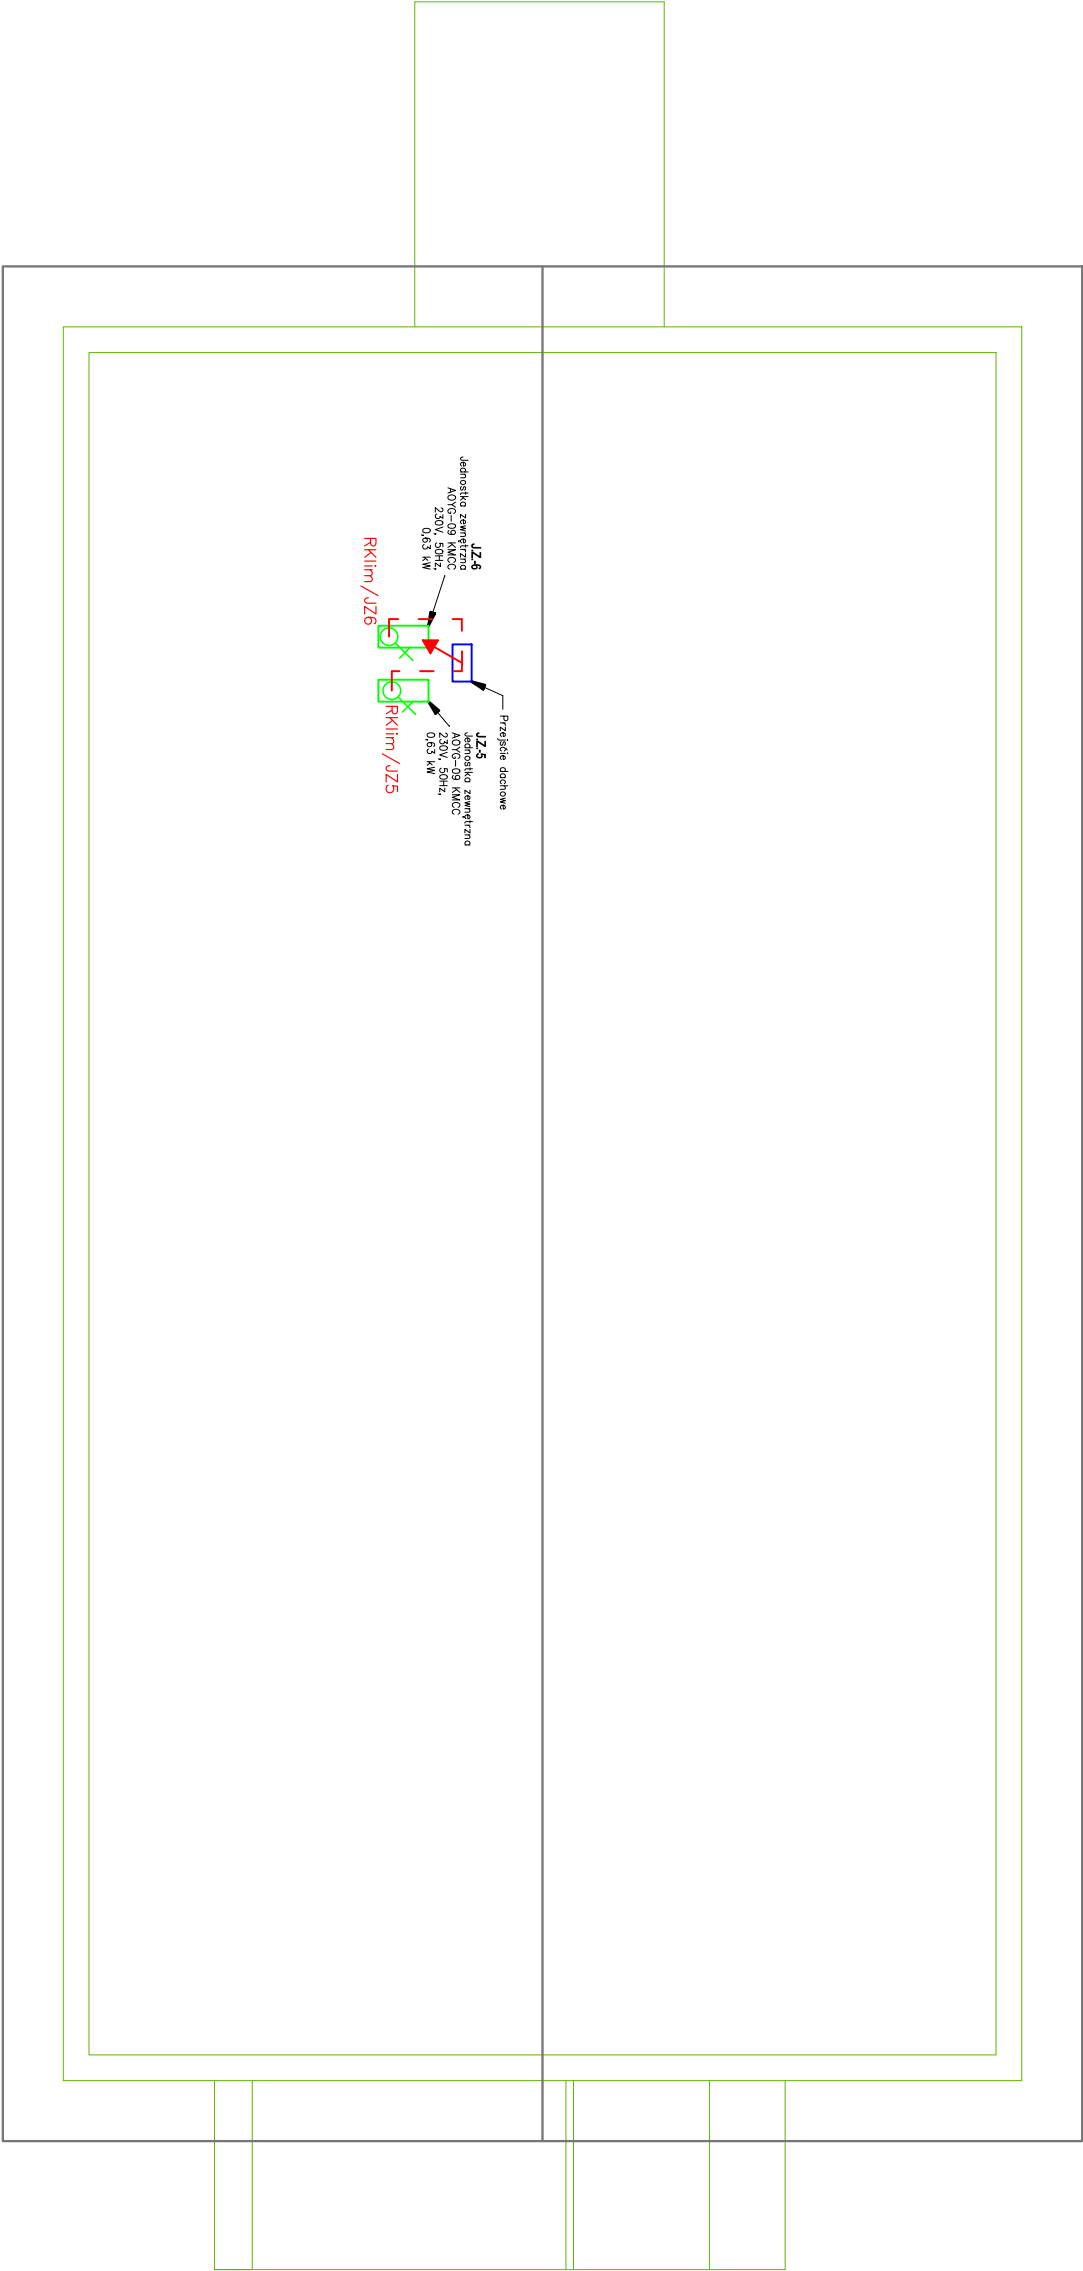 JZ-6
Jednostka zewnętrzna
AOYG-09 KMCC
230V, 50Hz,
0,63 kW
RKlim/JZ6
Przejście dachowe
JZ-5
Jednostka zewnętrzna
AOYG-09 KMCC
230V, 50Hz,
0,63 kW
RKlim/JZ5